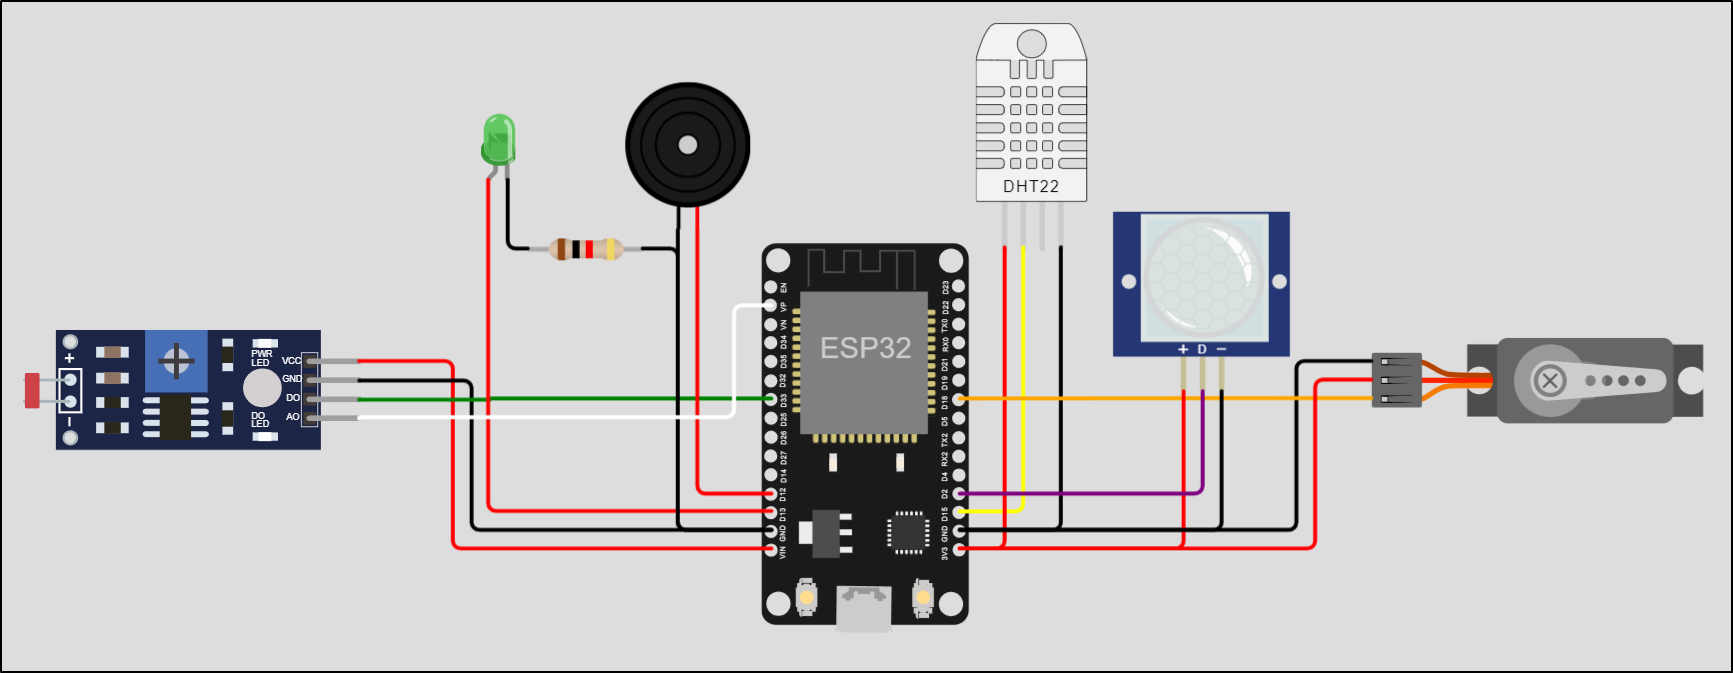 DHT22
+ D −
ESP32
EN
VP
VN
D34
D35
D32
D33
D25
D26
D27
D14
D12
D13
GND
VIN
D23
D22
TX0
RX0
D21
D19
D18
D5
TX2
RX2
D4
D2
D15
GND
3V3
+
−
PWR
LED
DO
LED
VCC
GND
DO
AO